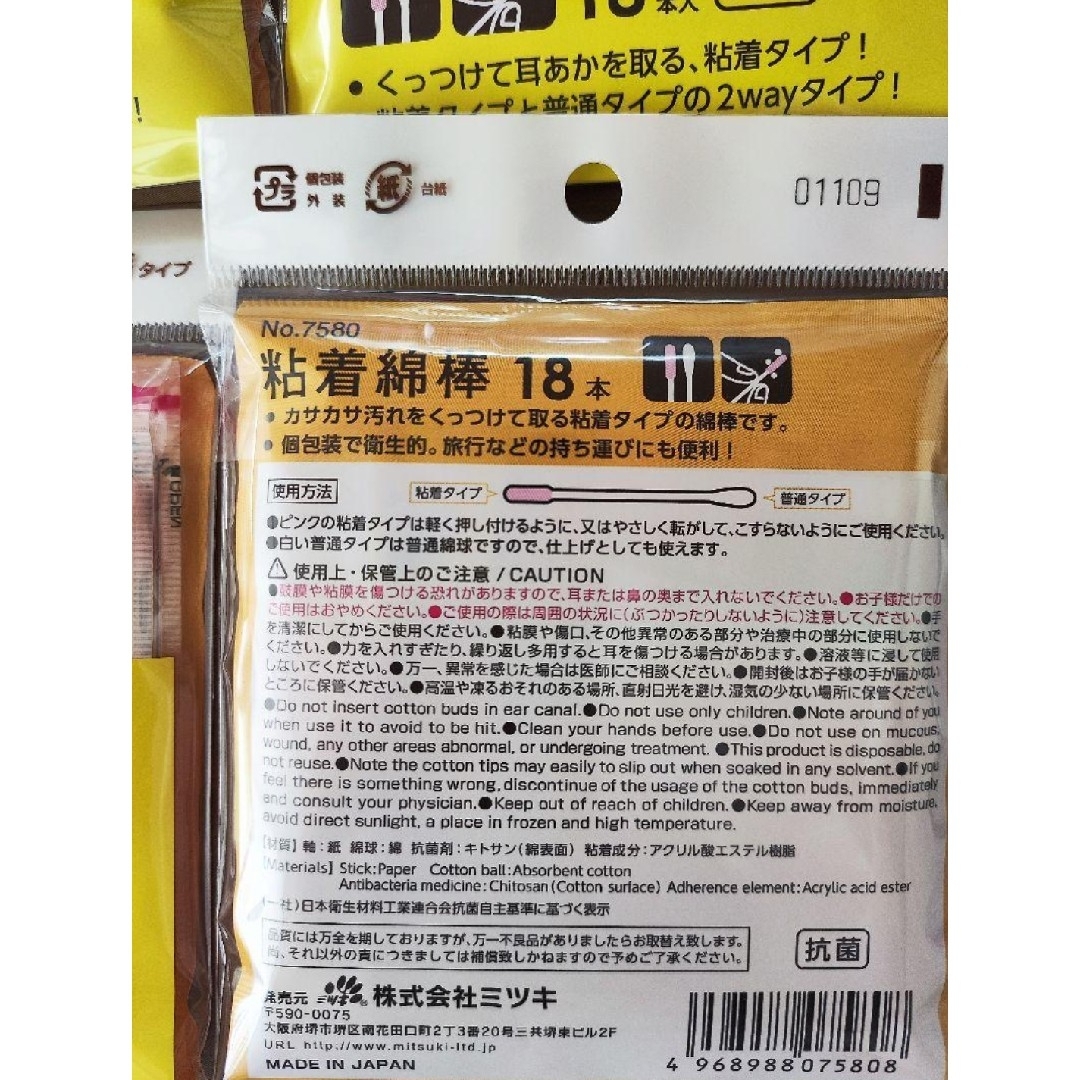 18本入
● くっつけて耳あかを取る、粘着タイプ!
粘着タイプと普通タイプの2wayタイプ!
!
プラ 個包装 外装 紙 台紙
01109
タイプ
No.7580
粘着綿棒 18本
● カサカサ汚れをくっつけて取る粘着タイプの綿棒です。
● 個包装で衛生的。旅行などの持ち運びにも便利!
使用方法 粘着タイプ 普通タイプ
●ピンクの粘着タイプは軽く押し付けるように、又はやさしく転がして、こすらないようにご使用ください。
●白い普通タイプは普通綿球ですので、仕上げとしても使えます。
⚠ 使用上・保管上のご注意/CAUTION
●鼓膜や粘膜を傷つける恐れがありますので、耳または鼻の奥まで入れないでください。●お子様だけでの
ご使用はおやめください。●ご使用の際は周囲の状況に(ぶつかったりしないように)注意してください。●手
を清潔にしてからご使用ください。●粘膜や傷口、その他異常のある部分や治療中の部分に使用しないで
ください。●力を入れすぎたり、繰り返し多用すると耳を傷つける場合があります。●溶液等に浸して使用
しないでください。●万一、異常を感じた場合は医師にご相談ください。●開封後はお子様の手が届かない
ところに保管ください。●高温や凍るおそれのある場所、直射日光を避け、湿気の少ない場所に保管ください。
●Do not insert cotton buds in ear canal.●Do not use only children.●Note around of you
when use it to avoid to be hit.●Clean your hands before use.●Do not use on mucous,
wound, any other areas abnormal, or undergoing treatment. ●This product is disposable, do
not reuse.●Note the cotton tips may easily to slip out when soaked in any solvent.●If you
feel there is something wrong, discontinue of the usage of the cotton buds, immediately
and consult your physician.●Keep out of reach of children.●Keep away from moisture,
avoid direct sunlight, a place in frozen and high temperature.
【材質】軸:紙 綿球:綿 抗菌剤:キトサン(綿表面) 粘着成分:アクリル酸エステル樹脂
【Materials】Stick:Paper Cotton ball:Absorbent cotton
Antibacteria medicine:Chitosan(Cotton surface) Adherence element:Acrylic acid ester
(一社)日本衛生材料工業連合会抗菌自主基準に基づく表示
品質には万全を期しておりますが、万一不良品がありましたらお取替え致します。
尚、それ以外の責につきましては補償致しかねますので予めご了承ください。
抗菌
発売元 ミツキ® 株式会社ミツキ
〒590-0075
大阪府堺市堺区南花田口町2丁3番20号三共堺東ビル2F
URL http://www.mitsuki-ltd.jp
MADE IN JAPAN
4 968988 075808